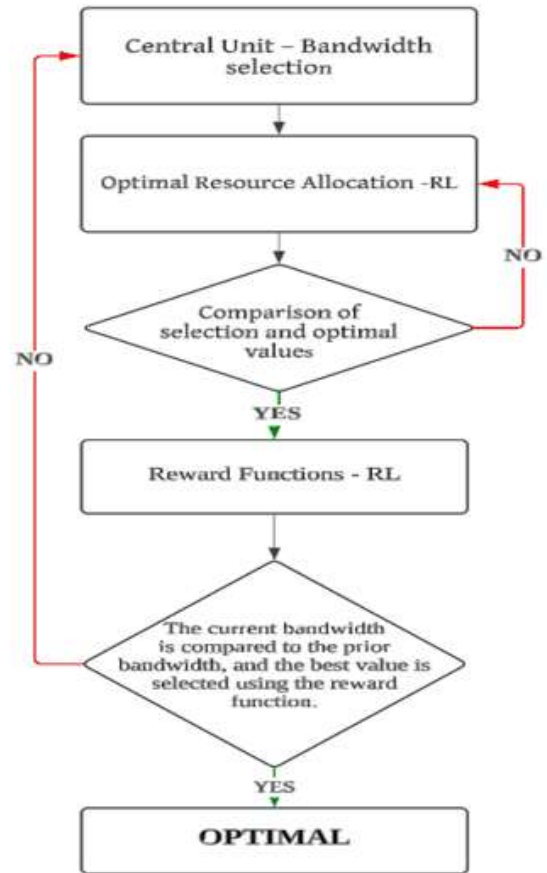 Central Unit – Bandwidth
selection
Optimal Resource Allocation -RL
NO
Comparison of
selection and optimal
values
NO
YES
Reward Functions - RL
The current bandwidth
is compared to the prior
bandwidth, and the best value is
selected using the reward
function.
YES
OPTIMAL